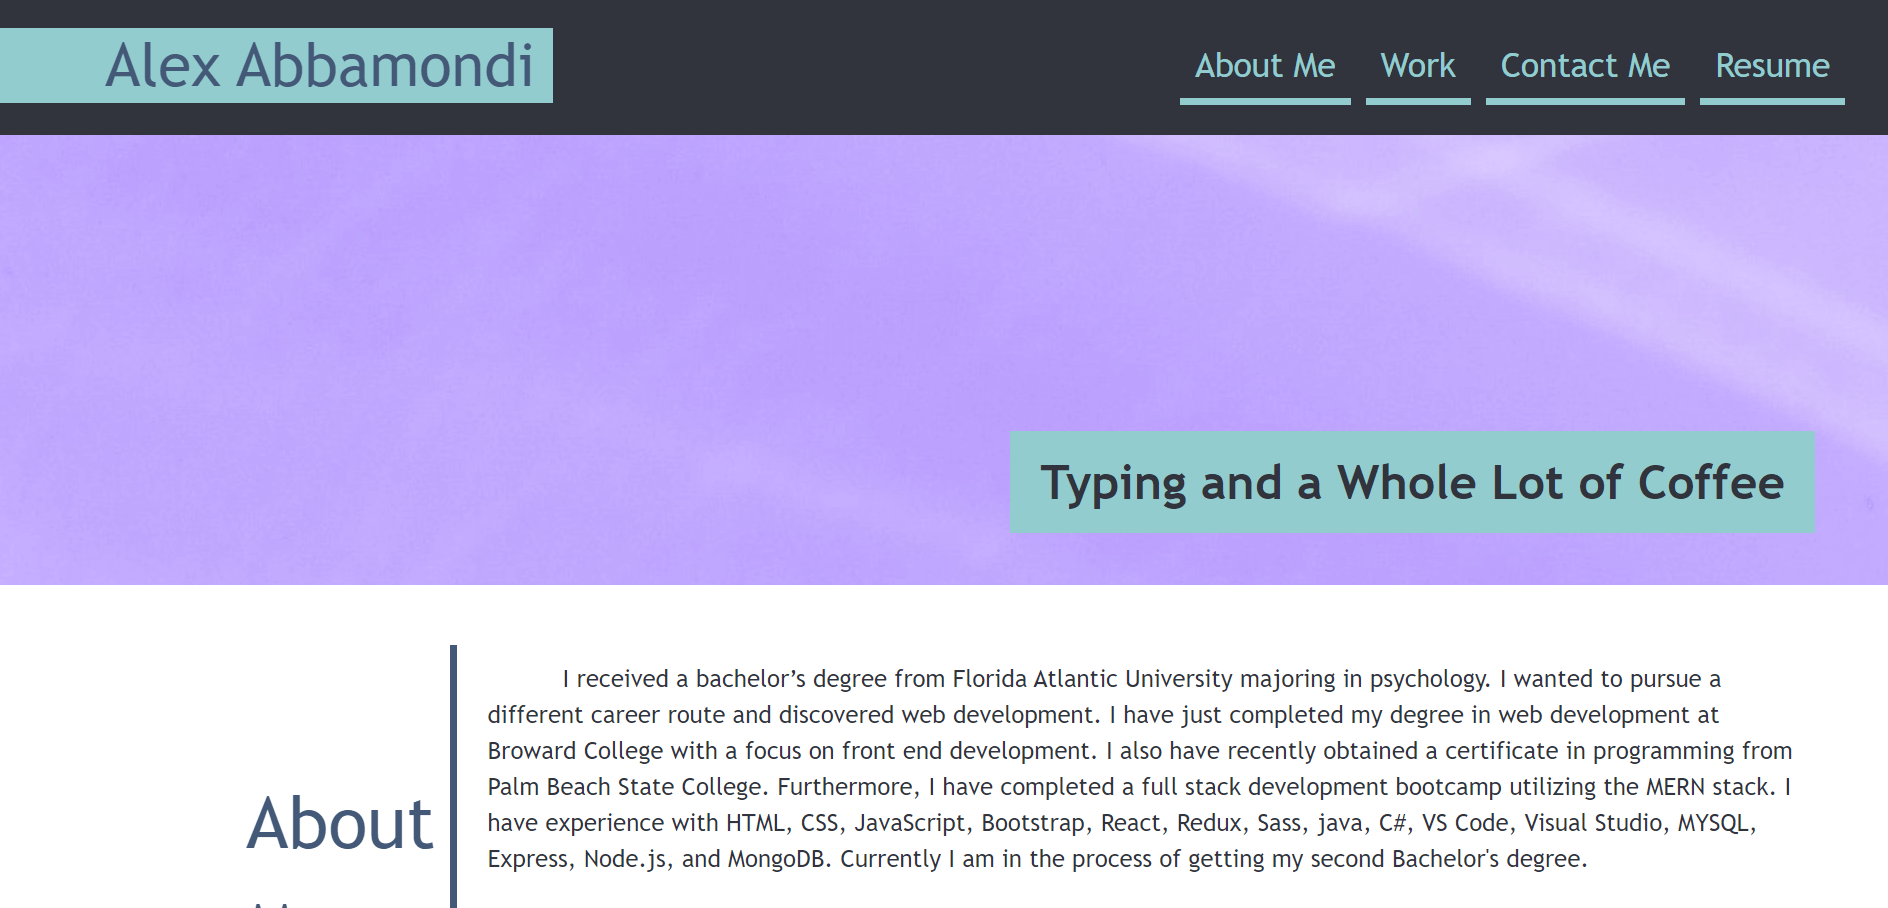 Alex Abbamondi
About Me
Work
Contact Me
Resume
Typing and a Whole Lot of Coffee
About
I received a bachelor’s degree from Florida Atlantic University majoring in psychology. I wanted to pursue a
different career route and discovered web development. I have just completed my degree in web development at
Broward College with a focus on front end development. I also have recently obtained a certificate in programming from
Palm Beach State College. Furthermore, I have completed a full stack development bootcamp utilizing the MERN stack. I
have experience with HTML, CSS, JavaScript, Bootstrap, React, Redux, Sass, java, C#, VS Code, Visual Studio, MYSQL,
Express, Node.js, and MongoDB. Currently I am in the process of getting my second Bachelor's degree.